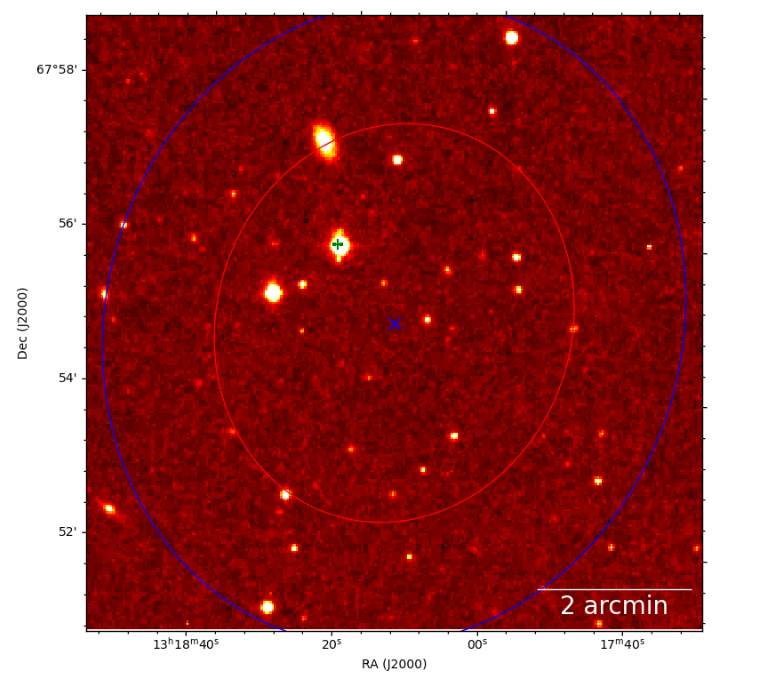 67°58'
56'
54'
52'
Dec (J2000)
2 arcmin
13ʰ18ᵐ40ˢ
20ˢ
00ˢ
17ᵐ40ˢ
RA (J2000)